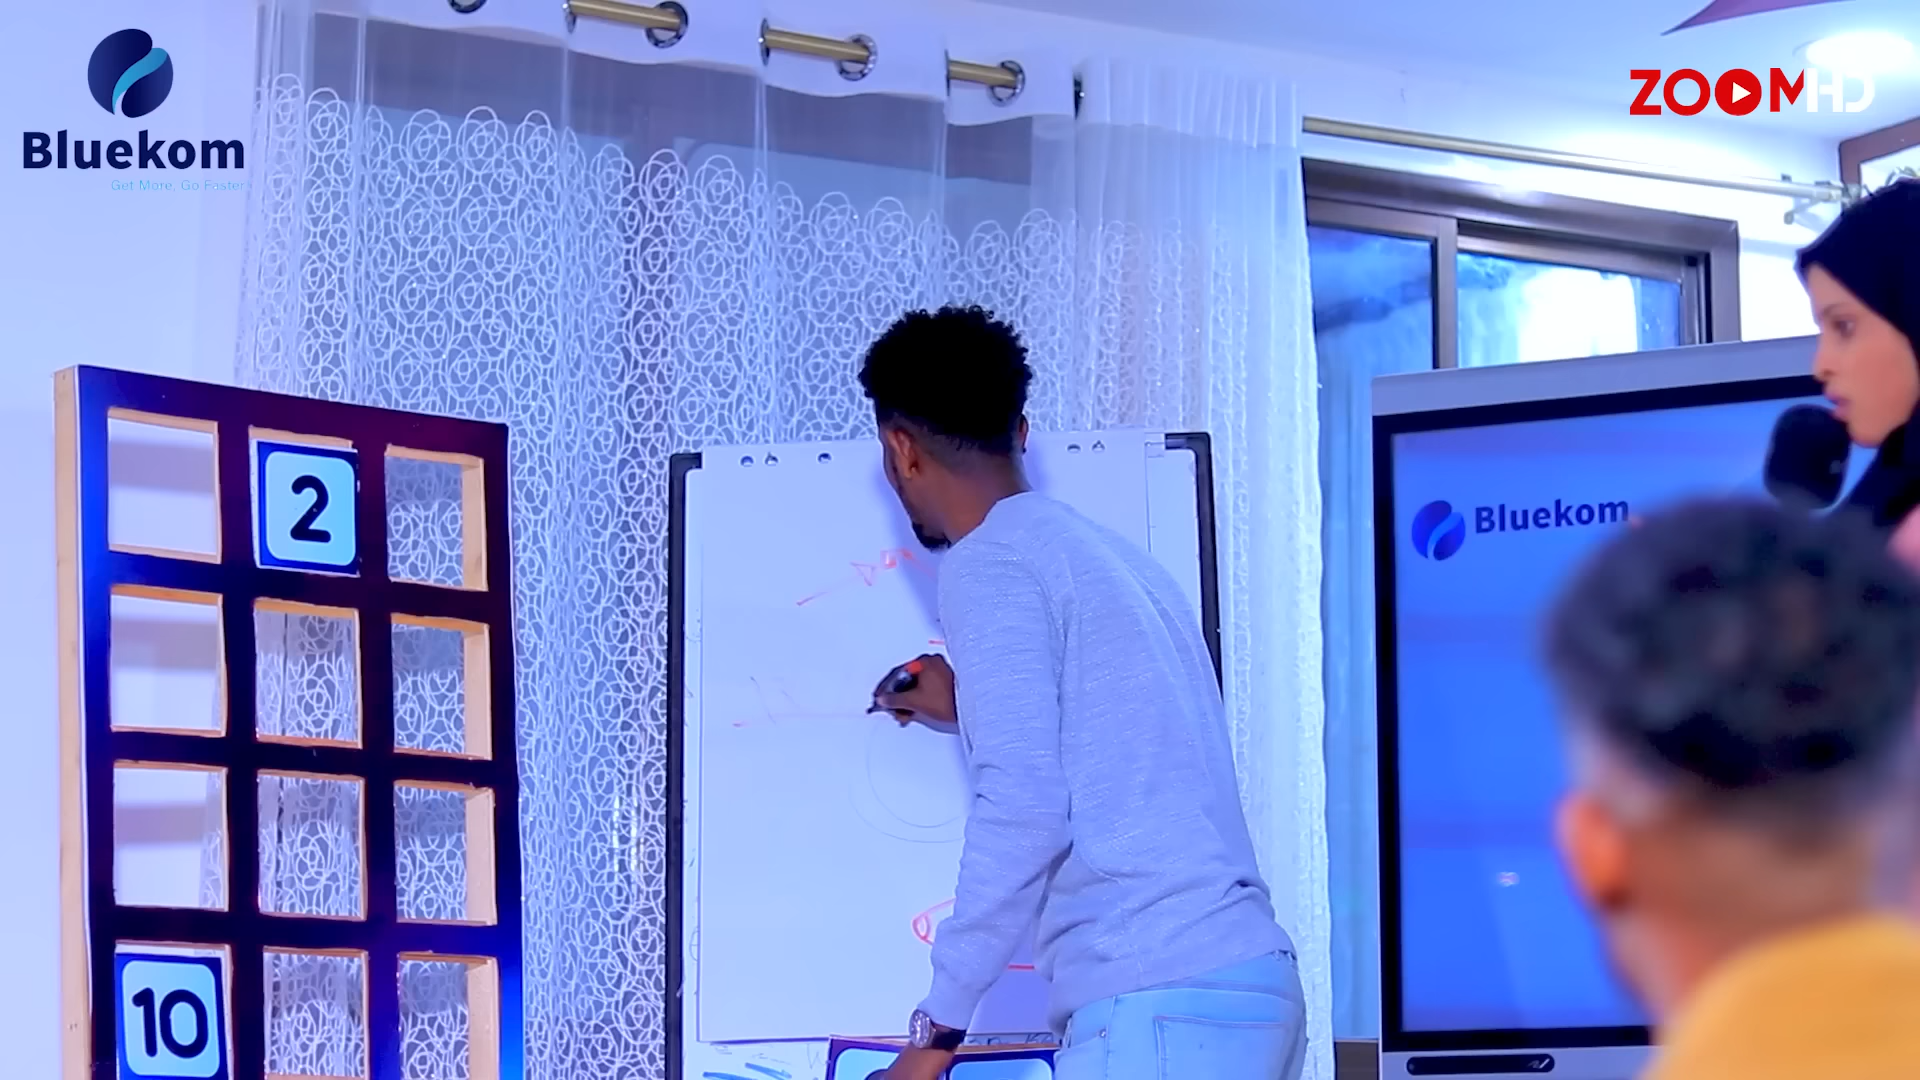 Bluekom
Get More, Go Faster
ZOOM HD
2
Bluekom
10